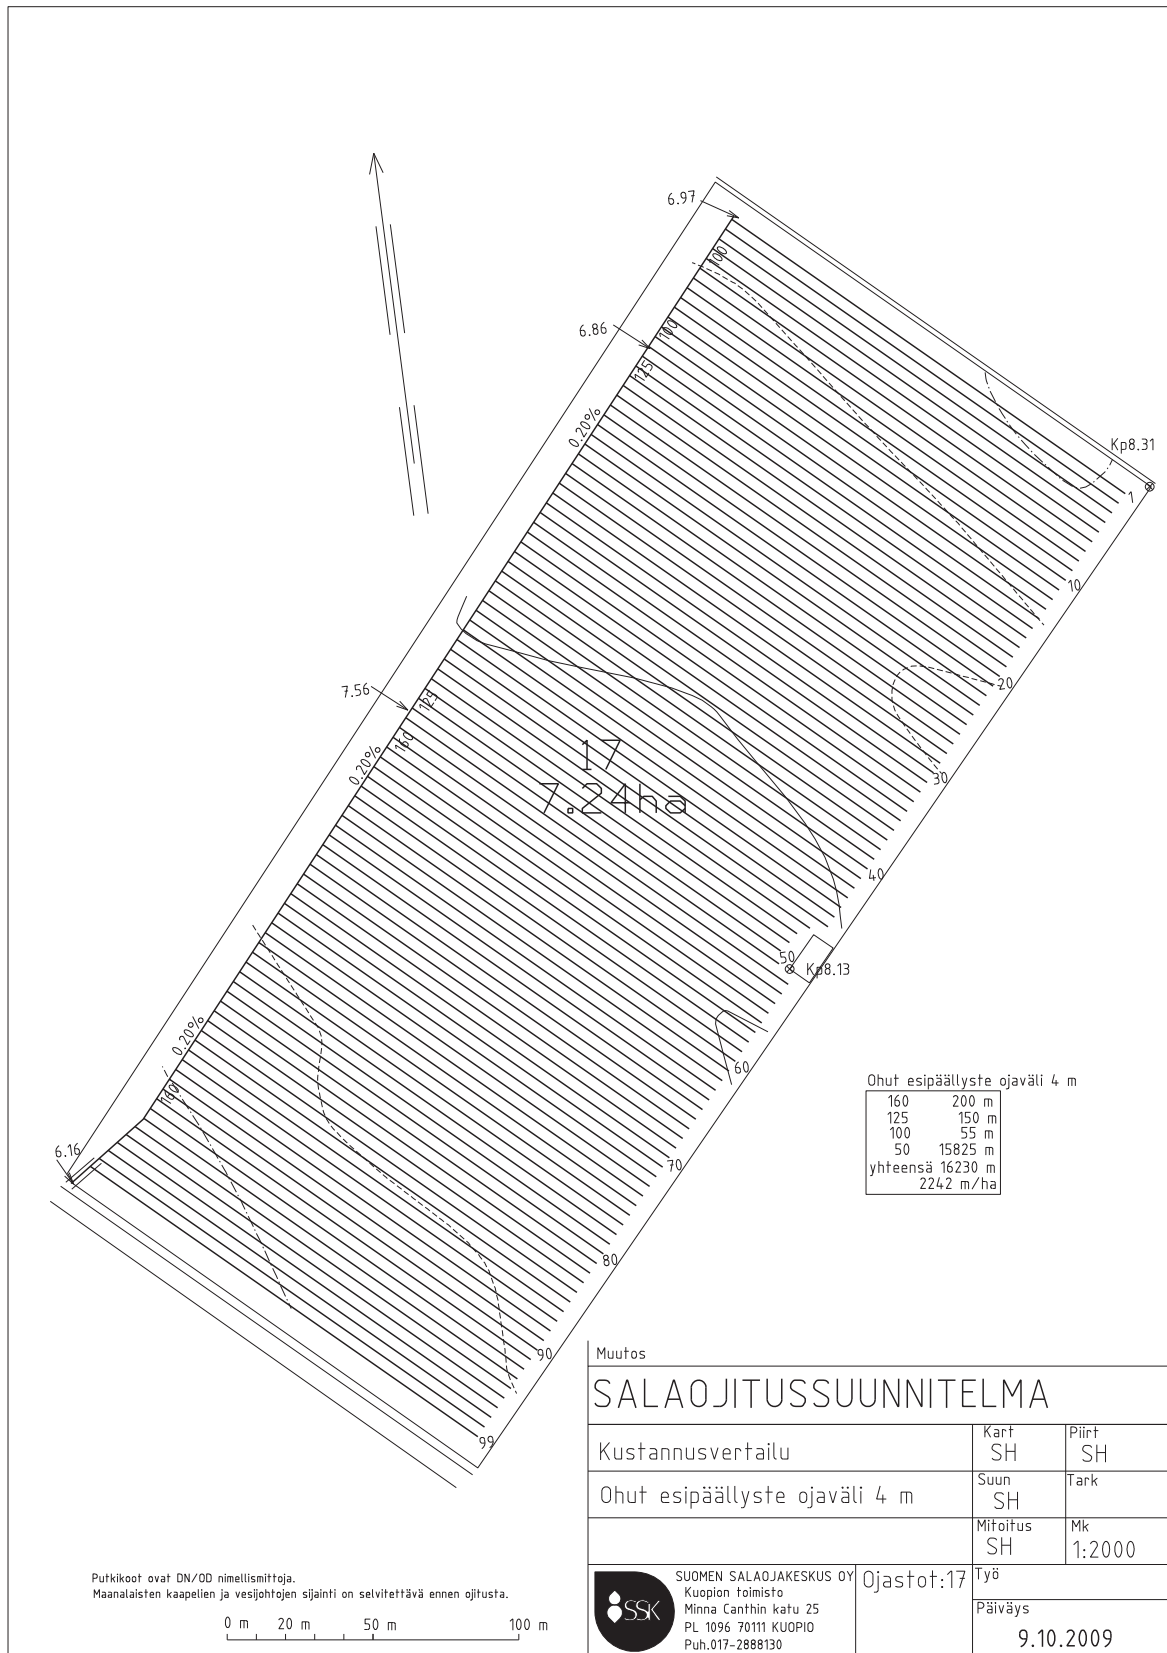 6.97
100
6.86
100
125
0.20%
Kp8.31
1
10
20
7.56
125
160
0.20%
17
7.24ha
30
40
50
Kp8.13
60
0.20%
160
6.16
70
80
90
99
Ohut esipäällyste ojaväli 4 m
160 200 m
125 150 m
100 55 m
50 15825 m
yhteensä 16230 m
2242 m/ha
Muutos
SALAOJITUSSUUNNITELMA
Kustannusvertailu
Kart
SH
Piirt
SH
Ohut esipäällyste ojaväli 4 m
Suun
SH
Tark
Mitoitus
SH
Mk
1:2000
SSK
SUOMEN SALAOJAKESKUS OY
Kuopion toimisto
Minna Canthin katu 25
PL 1096 70111 KUOPIO
Puh.017-2888130
Ojastot:17
Työ
Päiväys
9.10.2009
Putkikoot ovat DN/OD nimellismittoja.
Maanalaisten kaapelien ja vesijohtojen sijainti on selvitettävä ennen ojitusta.
0 m 20 m 50 m 100 m